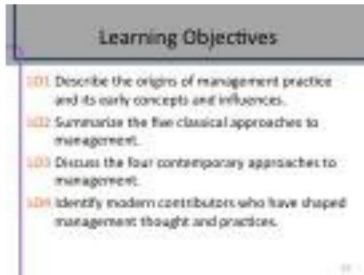 Learning Objectives
LO1 Describe the origins of management practice
and its early concepts and influences.
LO2 Summarize the five classical approaches to
management.
LO3 Discuss the four contemporary approaches to
management.
LO4 Identify modern contributors who have shaped
management thought and practices.